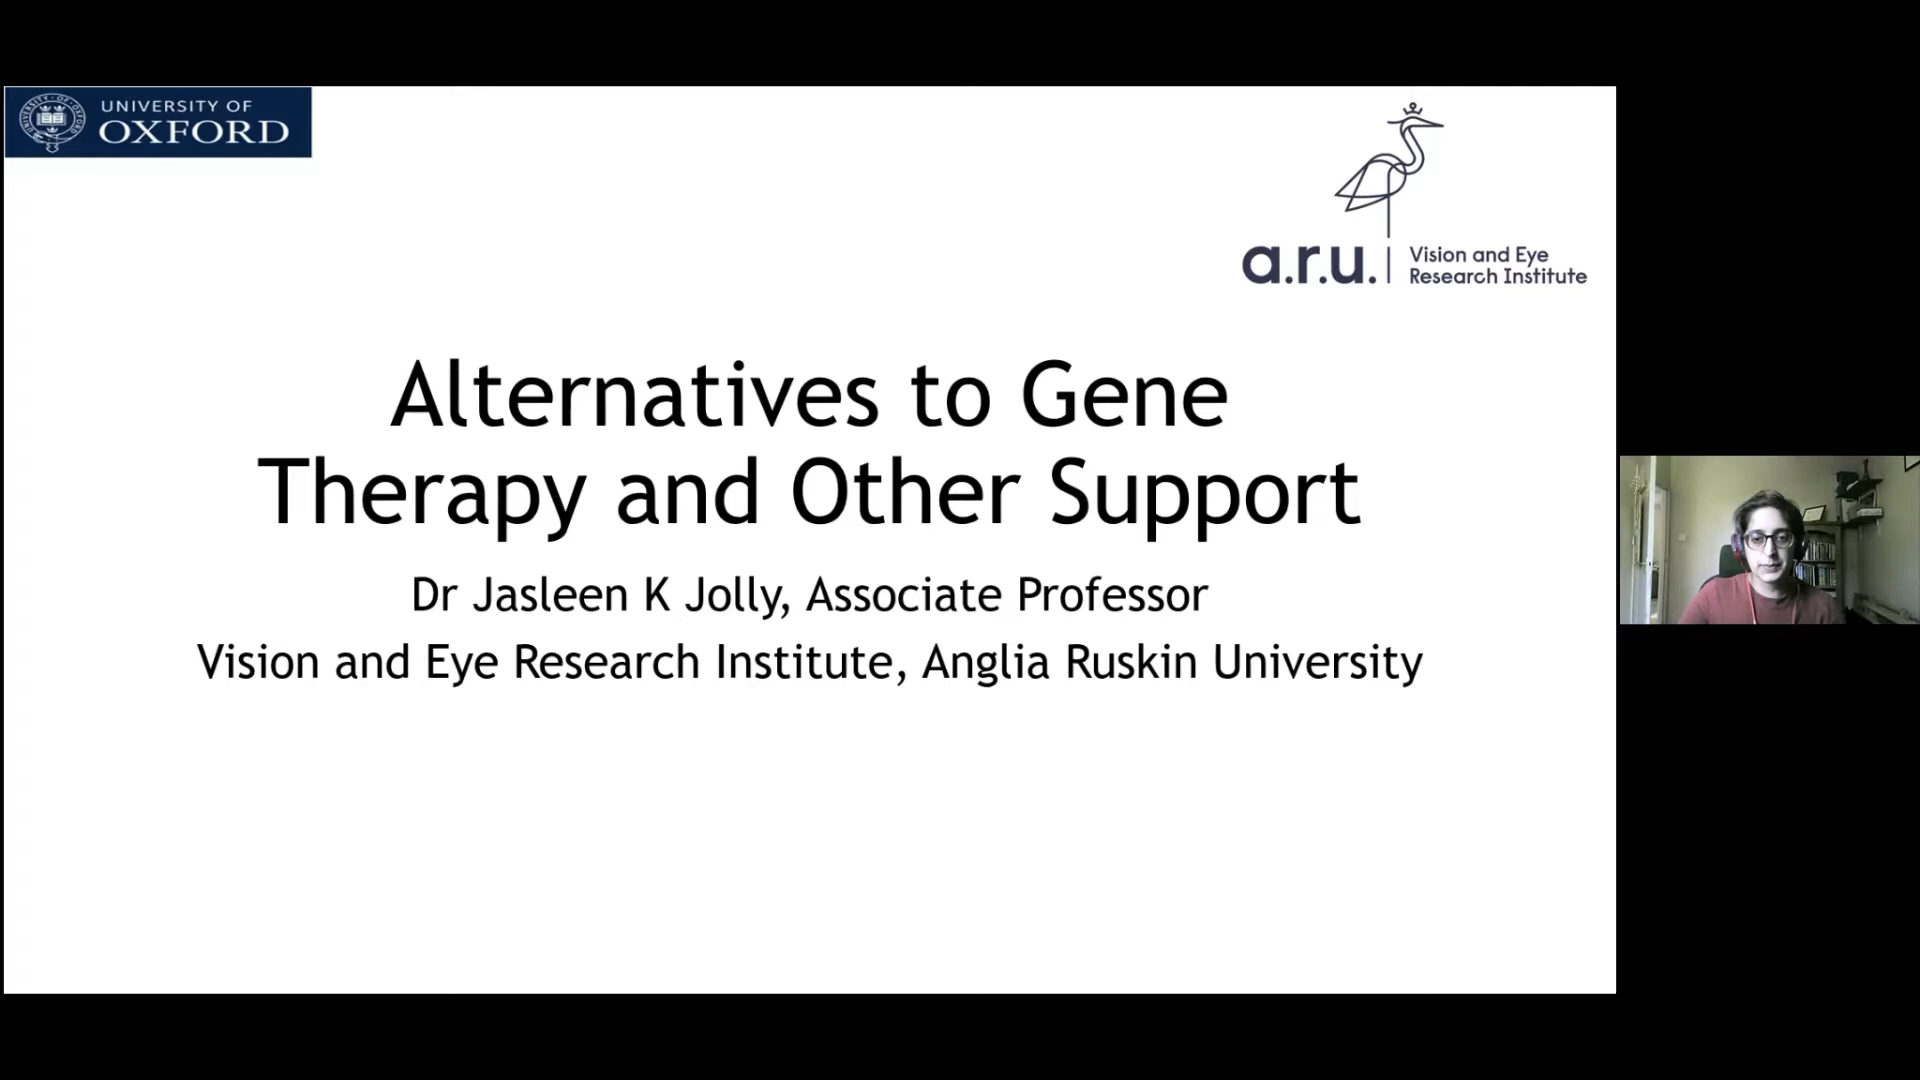 UNIVERSITY OF
OXFORD
a.r.u.
Vision and Eye
Research Institute
Alternatives to Gene
Therapy and Other Support
Dr Jasleen K Jolly, Associate Professor
Vision and Eye Research Institute, Anglia Ruskin University